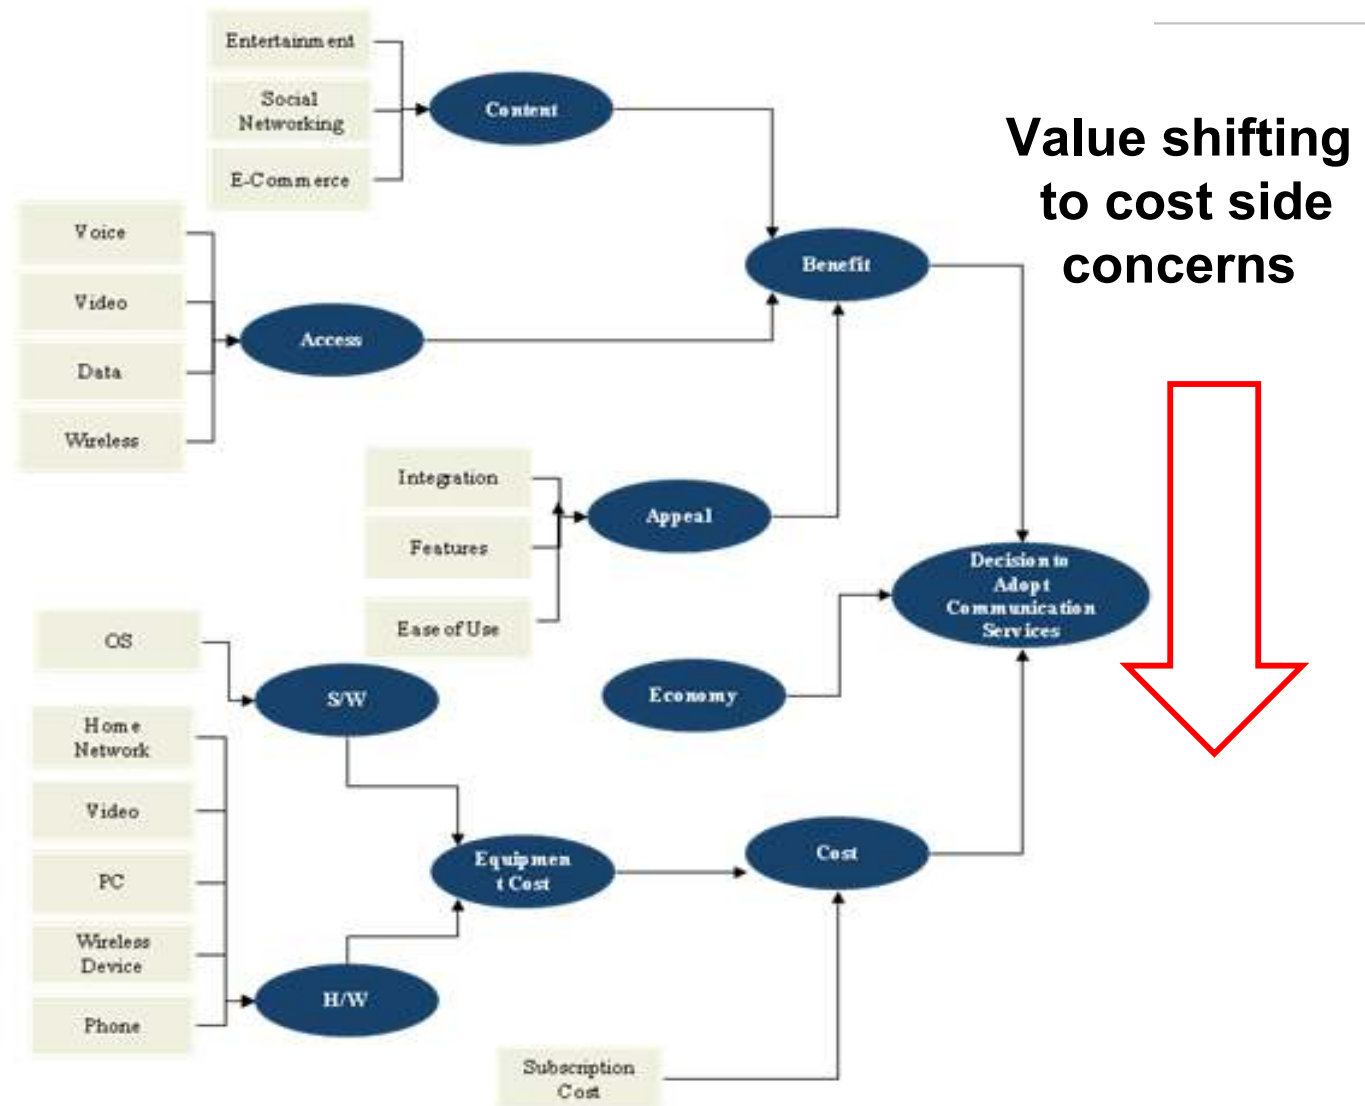 Entertainment
Social
Networking
E-Commerce
Content
Value shifting
to cost side
concerns
Voice
Video
Data
Wireless
Access
Benefit
Integration
Features
Ease of Use
Appeal
Decision to
Adopt
Communication
Services
Economy
OS
S/W
Home
Network
Video
PC
Wireless
Device
Phone
H/W
Equipmen
t Cost
Cost
Subscription
Cost